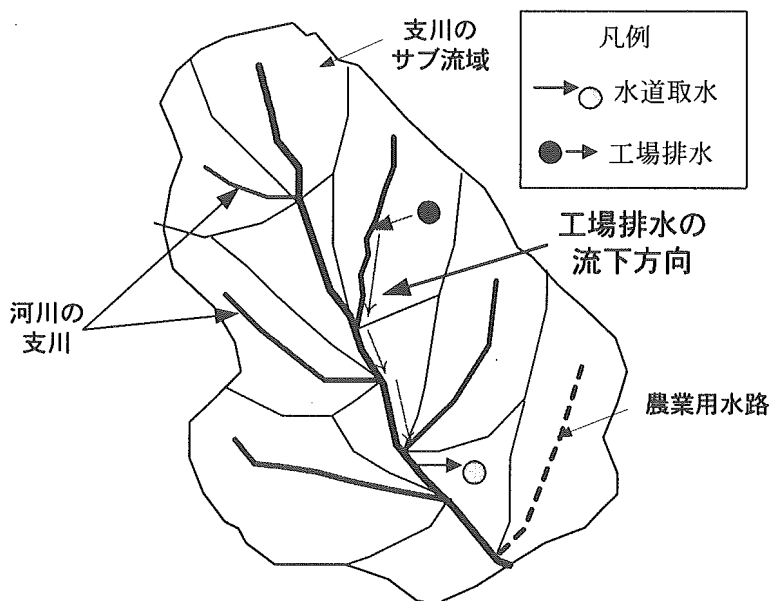 支川の
サブ流域
凡例
水道取水
工場排水
工場排水の
流下方向
河川の
支川
農業用水路